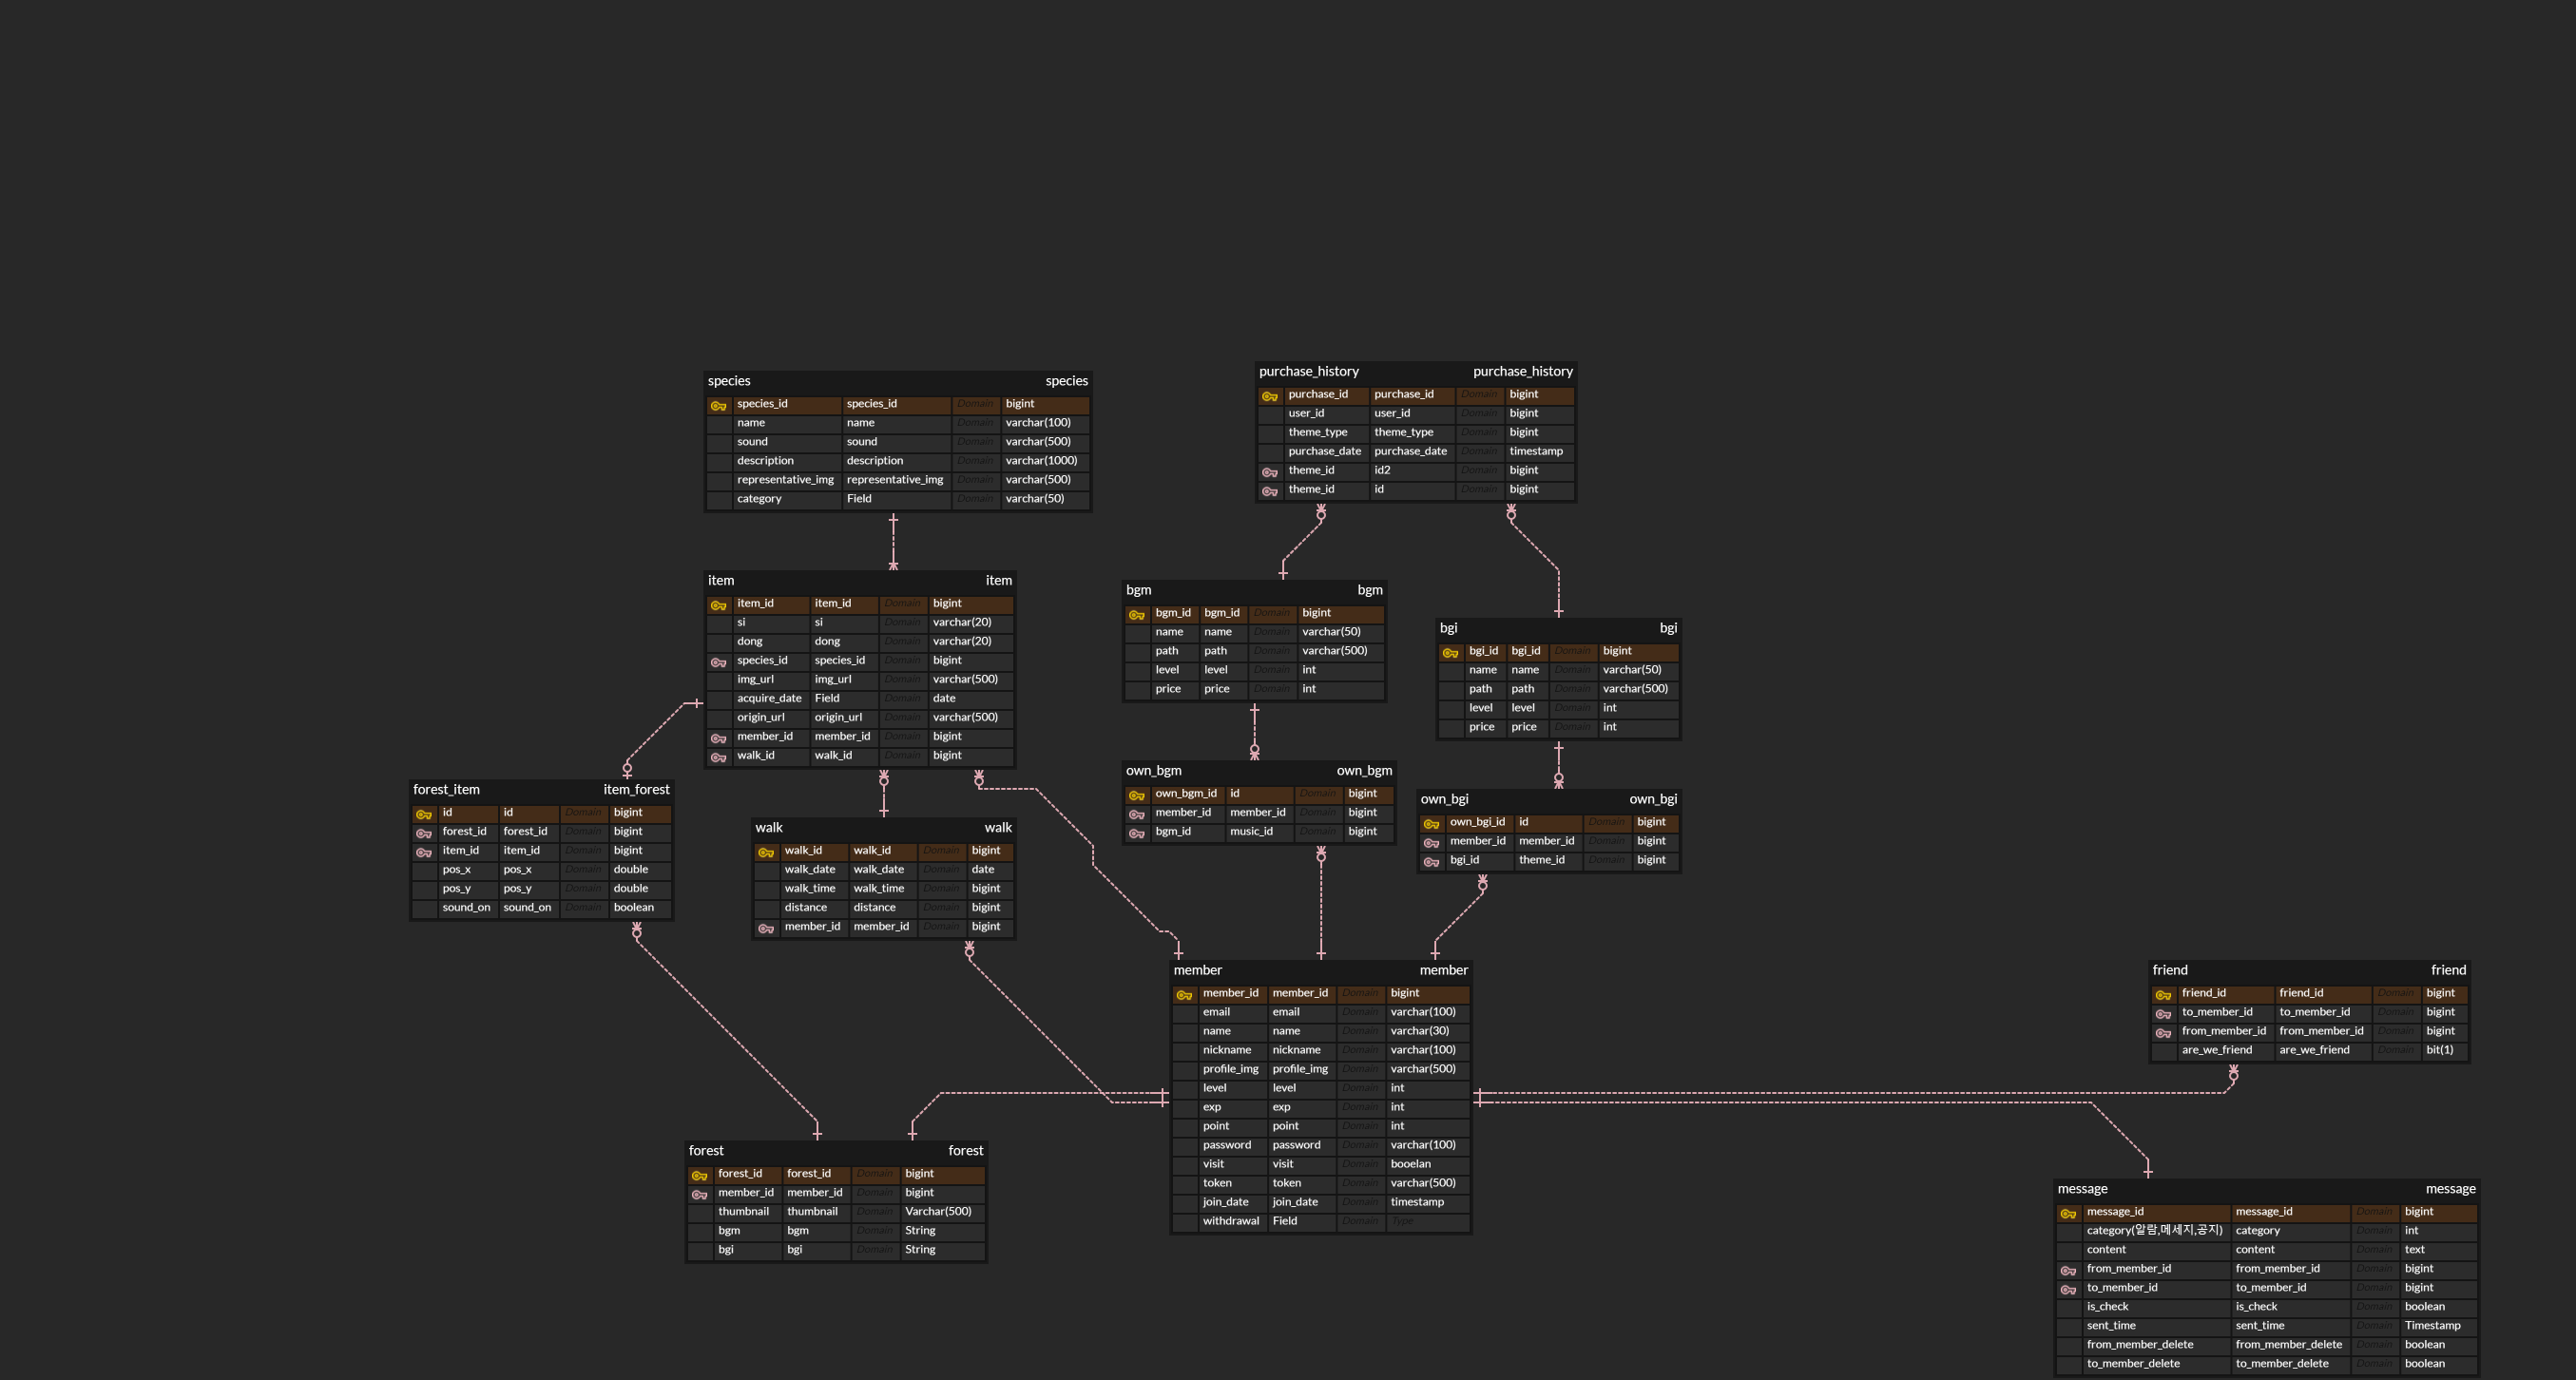 species species
species_id species_id Domain bigint
name name Domain varchar(100)
sound sound Domain varchar(500)
description description Domain varchar(1000)
representative_img representative_img Domain varchar(500)
category Field Domain varchar(50)
purchase_history purchase_history
purchase_id purchase_id Domain bigint
user_id user_id Domain bigint
theme_type theme_type Domain bigint
purchase_date purchase_date Domain timestamp
theme_id id2 Domain bigint
theme_id id Domain bigint
item item
item_id item_id Domain bigint
si si Domain varchar(20)
dong dong Domain varchar(20)
species_id species_id Domain bigint
img_url img_url Domain varchar(500)
acquire_date Field Domain date
origin_url origin_url Domain varchar(500)
member_id member_id Domain bigint
walk_id walk_id Domain bigint
bgm bgm
bgm_id bgm_id Domain bigint
name name Domain varchar(50)
path path Domain varchar(500)
level level Domain int
price price Domain int
bgi bgi
bgi_id bgi_id Domain bigint
name name Domain varchar(50)
path path Domain varchar(500)
level level Domain int
price price Domain int
forest_item item_forest
id id Domain bigint
forest_id forest_id Domain bigint
item_id item_id Domain bigint
pos_x pos_x Domain double
pos_y pos_y Domain double
sound_on sound_on Domain boolean
walk walk
walk_id walk_id Domain bigint
walk_date walk_date Domain date
walk_time walk_time Domain bigint
distance distance Domain bigint
member_id member_id Domain bigint
own_bgm own_bgm
own_bgm_id id Domain bigint
member_id member_id Domain bigint
bgm_id music_id Domain bigint
own_bgi own_bgi
own_bgi_id id Domain bigint
member_id member_id Domain bigint
bgi_id theme_id Domain bigint
member member
member_id member_id Domain bigint
email email Domain varchar(100)
name name Domain varchar(30)
nickname nickname Domain varchar(100)
profile_img profile_img Domain varchar(500)
level level Domain int
exp exp Domain int
point point Domain int
password password Domain varchar(100)
visit visit Domain booelan
token token Domain varchar(500)
join_date join_date Domain timestamp
withdrawal Field Domain Type
friend friend
friend_id friend_id Domain bigint
to_member_id to_member_id Domain bigint
from_member_id from_member_id Domain bigint
are_we_friend are_we_friend Domain bit(1)
forest forest
forest_id forest_id Domain bigint
member_id member_id Domain bigint
thumbnail thumbnail Domain Varchar(500)
bgm bgm Domain String
bgi bgi Domain String
message message
message_id message_id Domain bigint
category(알람,메세지,공지) category Domain int
content content Domain text
from_member_id from_member_id Domain bigint
to_member_id to_member_id Domain bigint
is_check is_check Domain boolean
sent_time sent_time Domain Timestamp
from_member_delete from_member_delete Domain boolean
to_member_delete to_member_delete Domain boolean